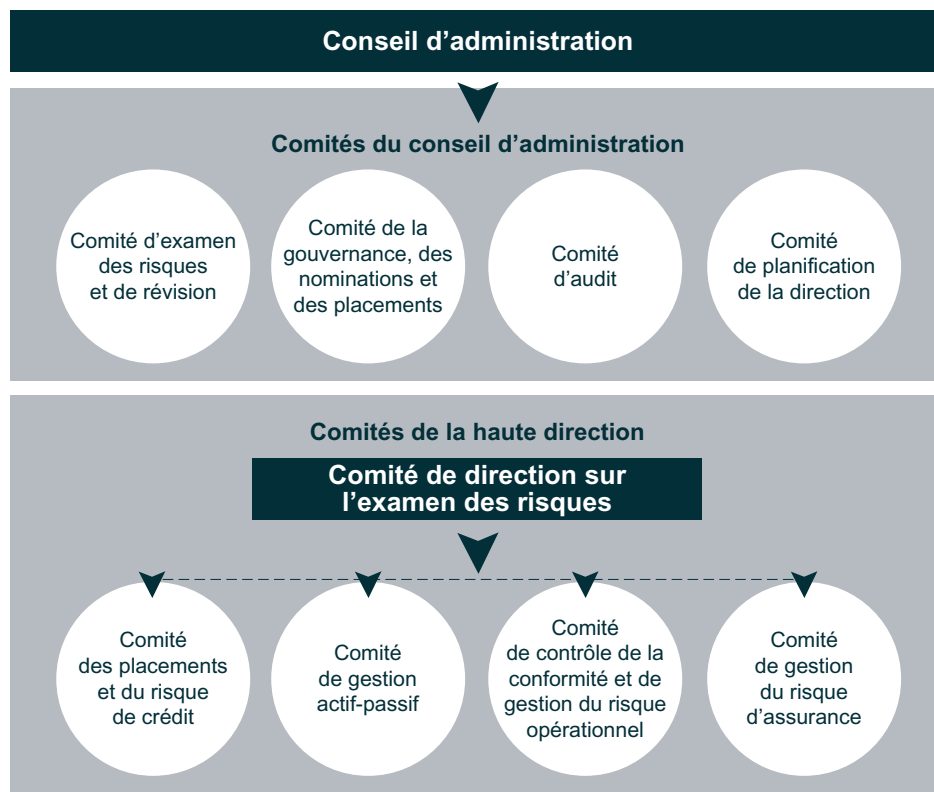 Conseil d’administration
Comités du conseil d’administration
Comité d’examen
des risques
et de révision
Comité de la
gouvernance, des
nominations et
des placements
Comité
d’audit
Comité
de planification
de la direction
Comités de la haute direction
Comité de direction sur
l’examen des risques
Comité
des placements
et du risque
de crédit
Comité
de gestion
actif-passif
Comité
de contrôle de la
conformité et de
gestion du risque
opérationnel
Comité
de gestion
du risque
d’assurance